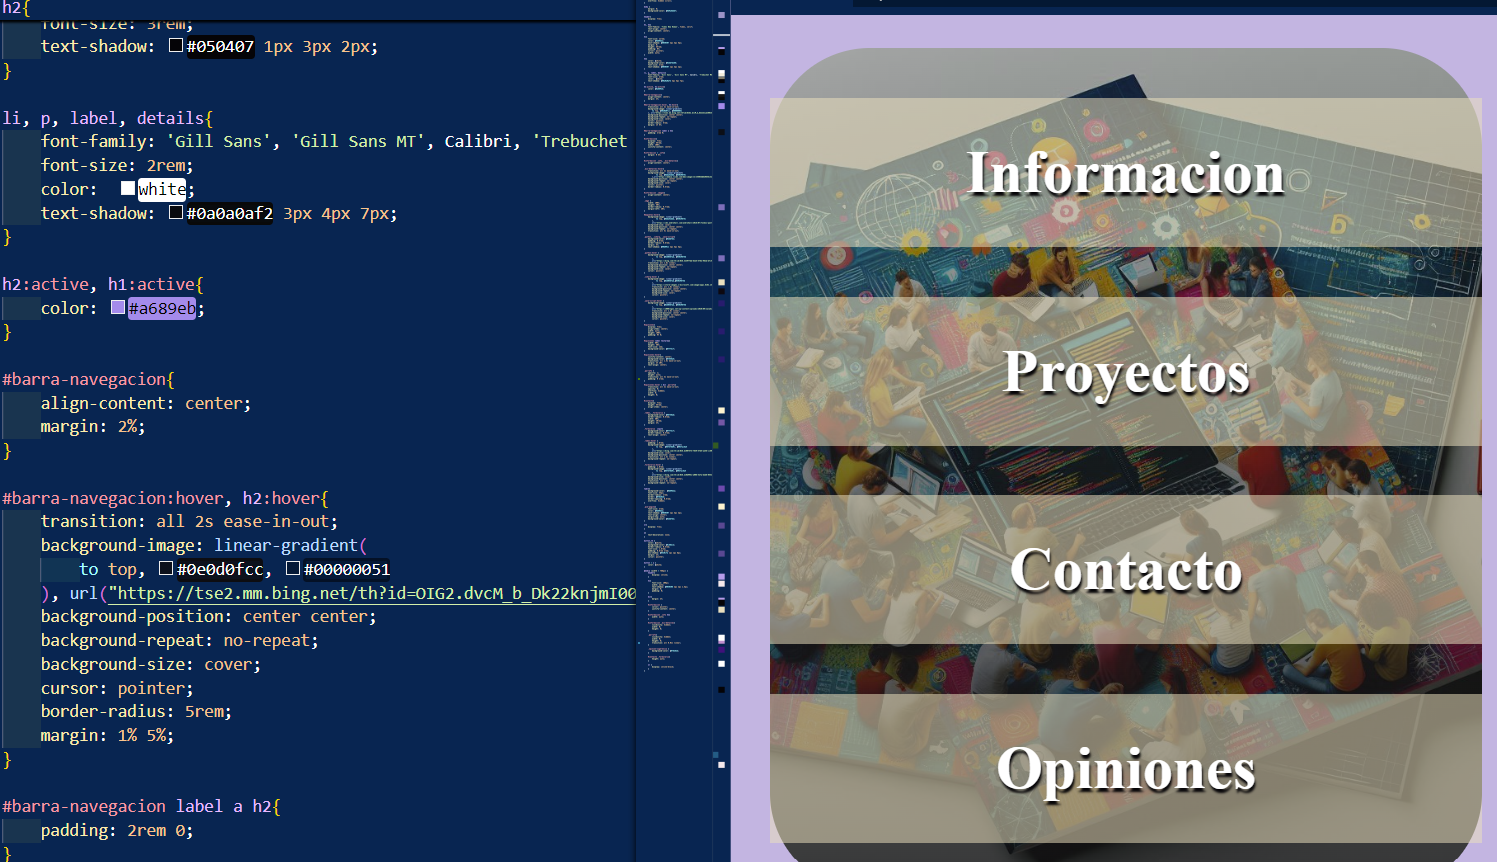 h2{
font-size: 3rem;
text-shadow: #050407 1px 3px 2px;
}
li, p, label, details{
font-family: 'Gill Sans', 'Gill Sans MT', Calibri, 'Trebuchet
font-size: 2rem;
color: white;
text-shadow: #0a0a0af2 3px 4px 7px;
}
h2:active, h1:active{
color: #a689eb;
}
#barra-navegacion{
align-content: center;
margin: 2%;
}
#barra-navegacion:hover, h2:hover{
transition: all 2s ease-in-out;
background-image: linear-gradient(
to top, #0e0d0fcc, #00000051
), url("https://tse2.mm.bing.net/th?id=OIG2.dvcM_b_Dk22knjmI00
background-position: center center;
background-repeat: no-repeat;
background-size: cover;
cursor: pointer;
border-radius: 5rem;
margin: 1% 5%;
}
#barra-navegacion label a h2{
padding: 2rem 0;
}
Informacion
Proyectos
Contacto
Opiniones